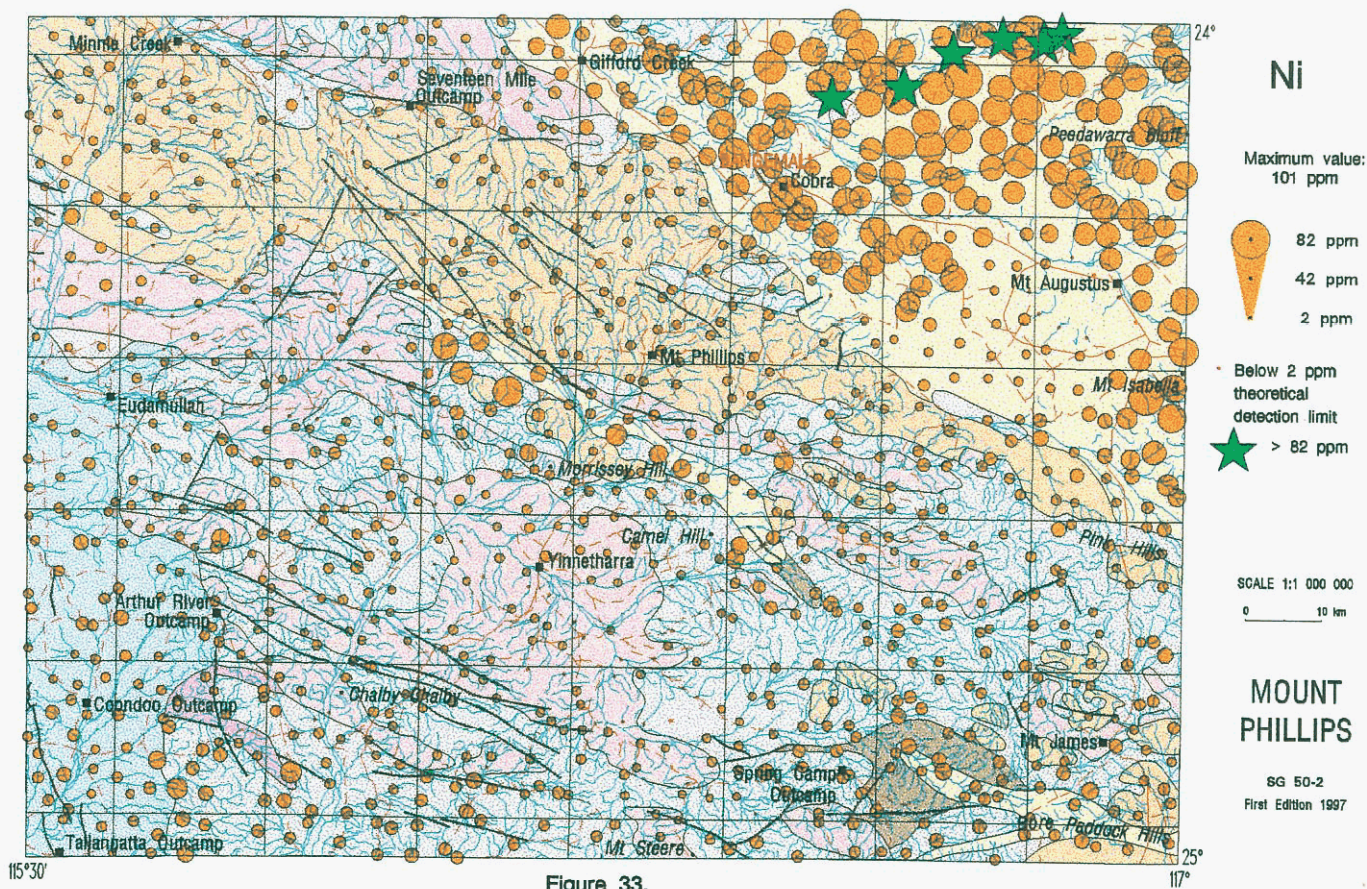 24°
Ni
Maximum value:
101 ppm
82 ppm
42 ppm
2 ppm
Below 2 ppm
theoretical
detection limit
> 82 ppm
SCALE 1:1 000 000
0 10 km
MOUNT
PHILLIPS
SG 50-2
First Edition 1997
Minnie Creek
Gifford Creek
Seventeen Mile
Outcamp
Peedawarra Bluff
BANGEMALL
Cobra
Mt Augustus
Mt Phillips
Mt Isabella
Eudamullah
Morrissey Hill
Camel Hill
Pink Hills
Yinnetharra
Arthur River
Outcamp
Chalby Chalby
Coondoo Outcamp
Mt James
Spring Camp
Outcamp
Bore Paddock Hills
Tallanpatta Outcamp
Mt Steere
115°30'
25°
117°
Figure 33.